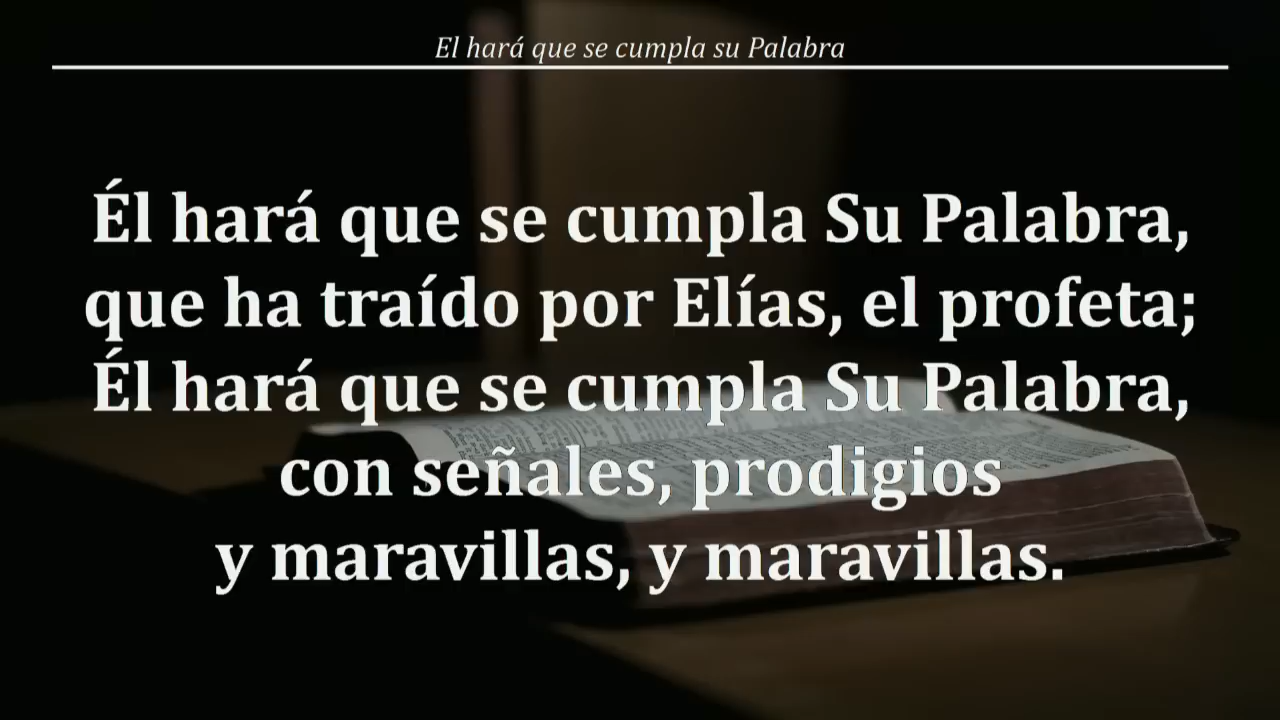 El hará que se cumpla su Palabra
Él hará que se cumpla Su Palabra,
que ha traído por Elías, el profeta;
Él hará que se cumpla Su Palabra,
con señales, prodigios
y maravillas, y maravillas.